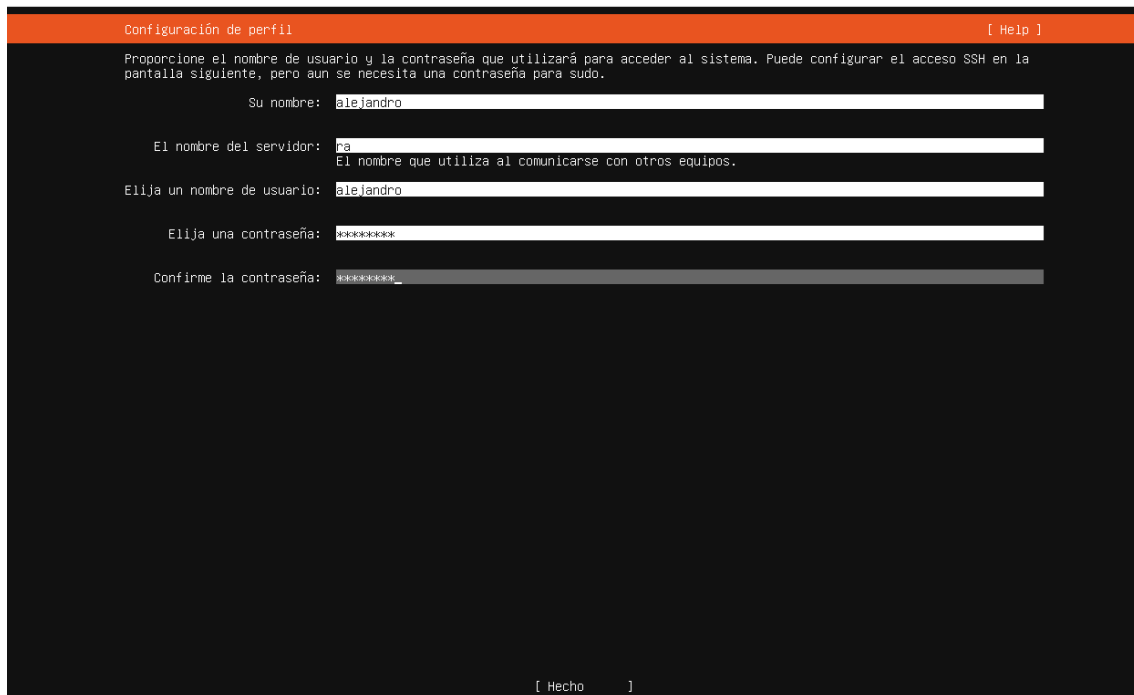 Configuración de perfil [ Help ]
Proporcione el nombre de usuario y la contraseña que utilizará para acceder al sistema. Puede configurar el acceso SSH en la
pantalla siguiente, pero aun se necesita una contraseña para sudo.
Su nombre: alejandro
El nombre del servidor: ra
El nombre que utiliza al comunicarse con otros equipos.
Elija un nombre de usuario: alejandro
Elija una contraseña: ********
Confirme la contraseña: ********_
[ Hecho ]